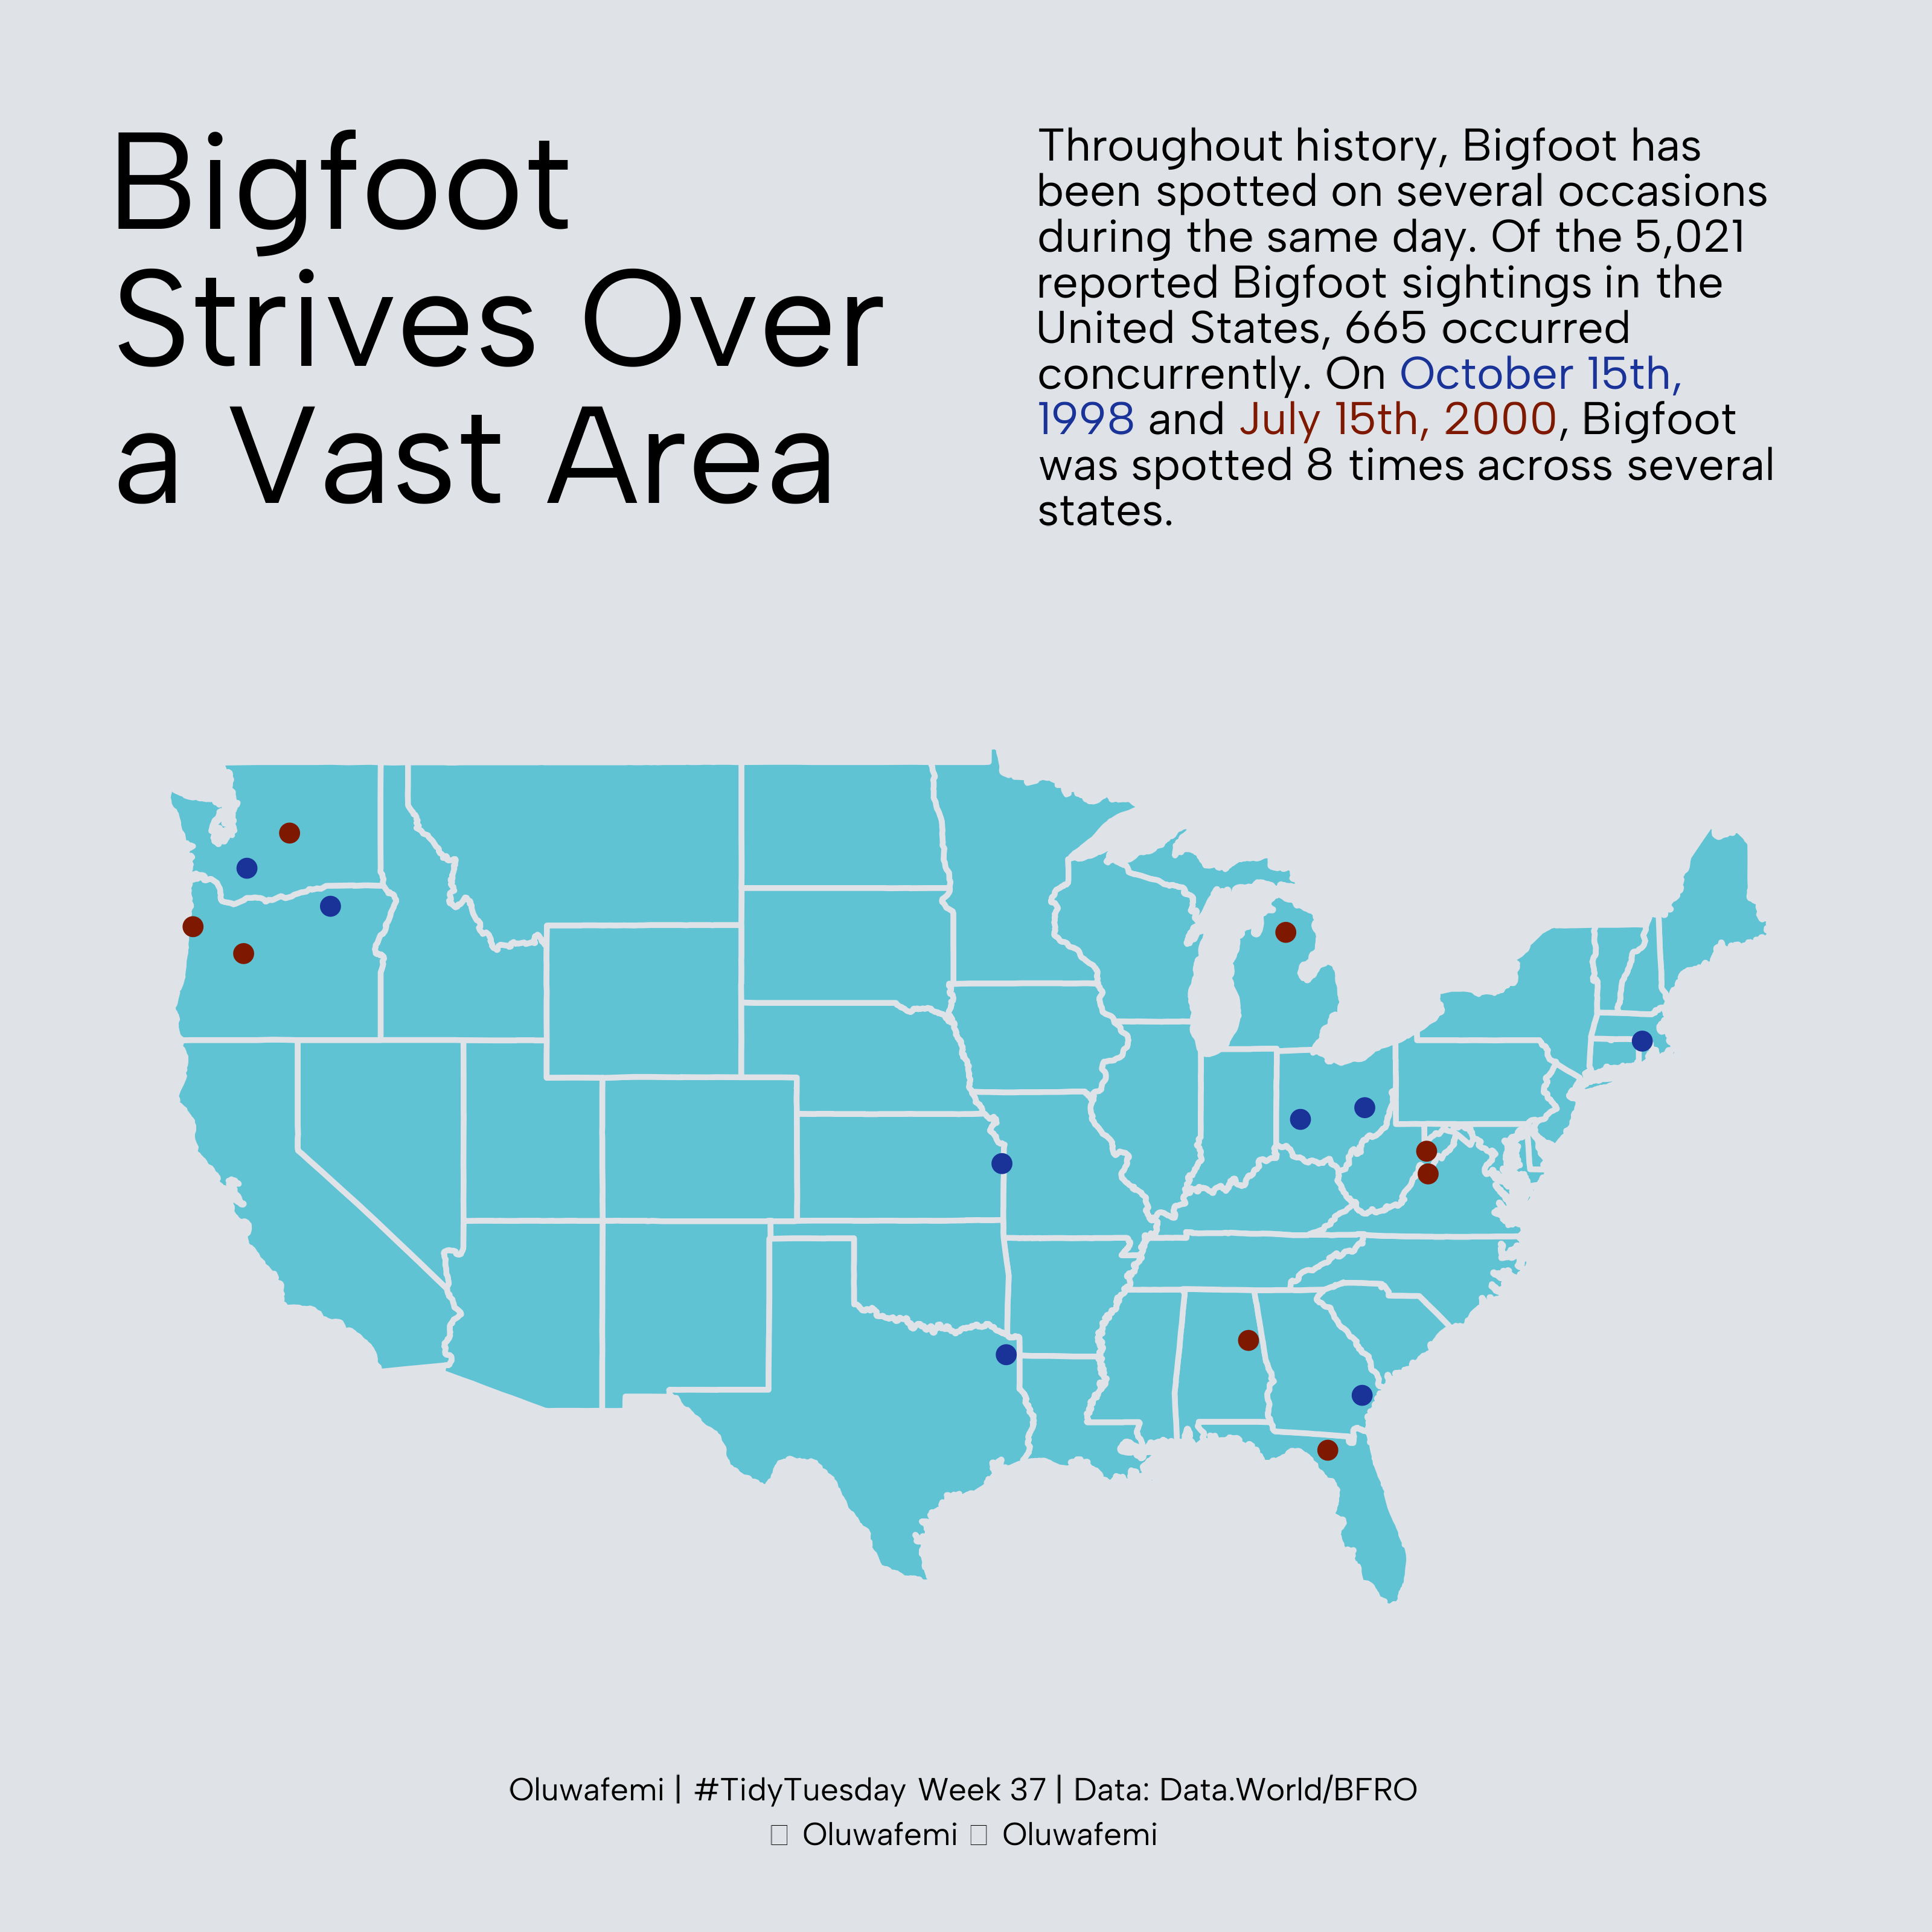 Bigfoot
Strives Over
a Vast Area
Throughout history, Bigfoot has
been spotted on several occasions
during the same day. Of the 5,021
reported Bigfoot sightings in the
United States, 665 occurred
concurrently. On October 15th,
1998 and July 15th, 2000, Bigfoot
was spotted 8 times across several
states.
Oluwafemi | #TidyTuesday Week 37 | Data: Data.World/BFRO
Oluwafemi Oluwafemi